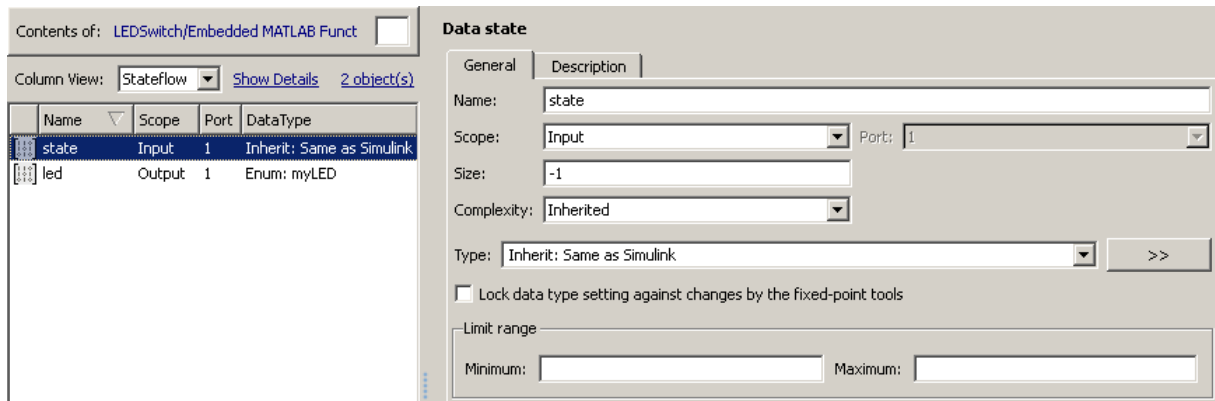 Contents of: LEDSwitch/Embedded MATLAB Funct
Column View: Stateflow Show Details 2 object(s)
Name Scope Port DataType
state Input 1 Inherit: Same as Simulink
led Output 1 Enum: myLED
Data state
General Description
Name: state
Scope: Input Port: 1
Size: -1
Complexity: Inherited
Type: Inherit: Same as Simulink >>
Lock data type setting against changes by the fixed-point tools
Limit range
Minimum: Maximum: